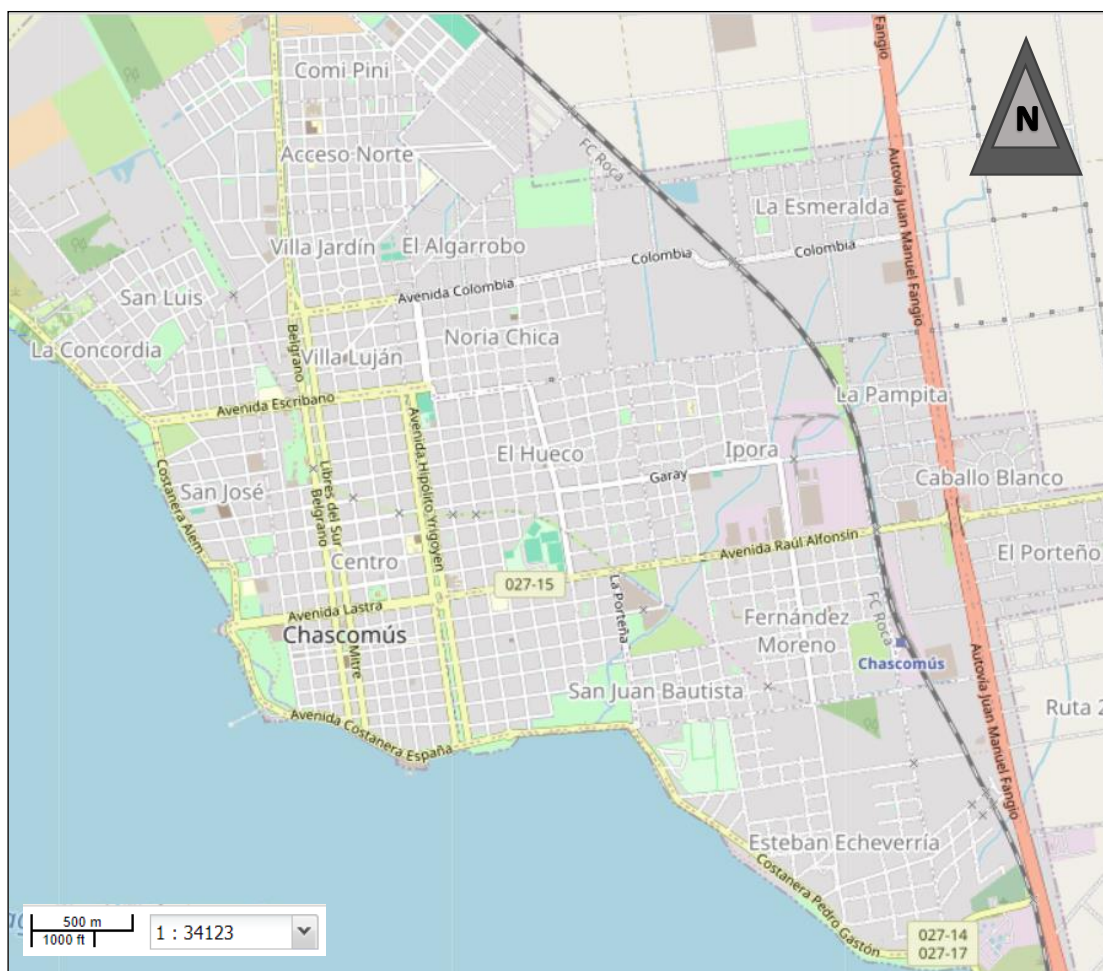 Fangio
Comi Pini
N
Acceso Norte
FC Roca
Autovía Juan Manuel Fangio
La Esmeralda
Villa Jardín
El Algarrobo
Colombia
Colombia
San Luis
Avenida Colombia
Belgrano
Noria Chica
La Concordia
Villa Luján
Avenida Escribano
La Pampita
Avenida Hipólito Yrigoyen
El Hueco
Ipora
Garay
Caballo Blanco
San José
Costanera Alem
Libres del Sur
Belgrano
Avenida Raúl Alfonsín
El Porteño
Centro
027-15
La Porteña
Avenida Lastra
FC Roca
Fernández
Moreno
Chascomús
Chascomús
Mitre
San Juan Bautista
Autovía Juan Manuel Fangio
Ruta 2
Avenida Costanera España
Esteban Echeverría
Costanera Pedro Gastón
500 m
1000 ft
1 : 34123
027-14
027-17